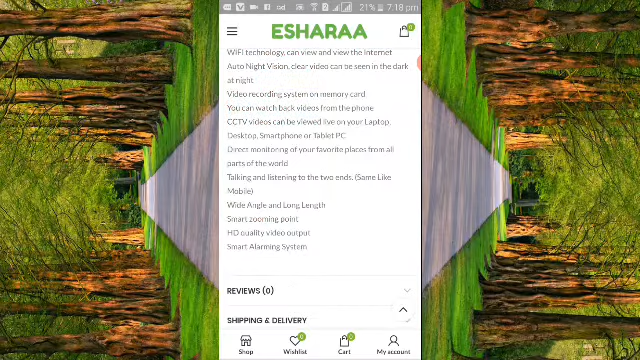 21% 7.18 pm
ESHARAA
0
WIFI technology, can view and view the Internet
Auto Night Vision, clear video can be seen in the dark
at night
Video recording system on memory card
You can watch back videos from the phone
CCTV videos can be viewed live on your Laptop,
Desktop, Smartphone or Tablet PC
Direct monitoring of your favorite places from all
parts of the world
Talking and listening to the two ends. (Same Like
Mobile)
Wide Angle and Long Length
Smart zooming point
HD quality video output
Smart Alarming System
REVIEWS (0)
SHIPPING & DELIVERY
0 0
Shop Wishlist Cart My account